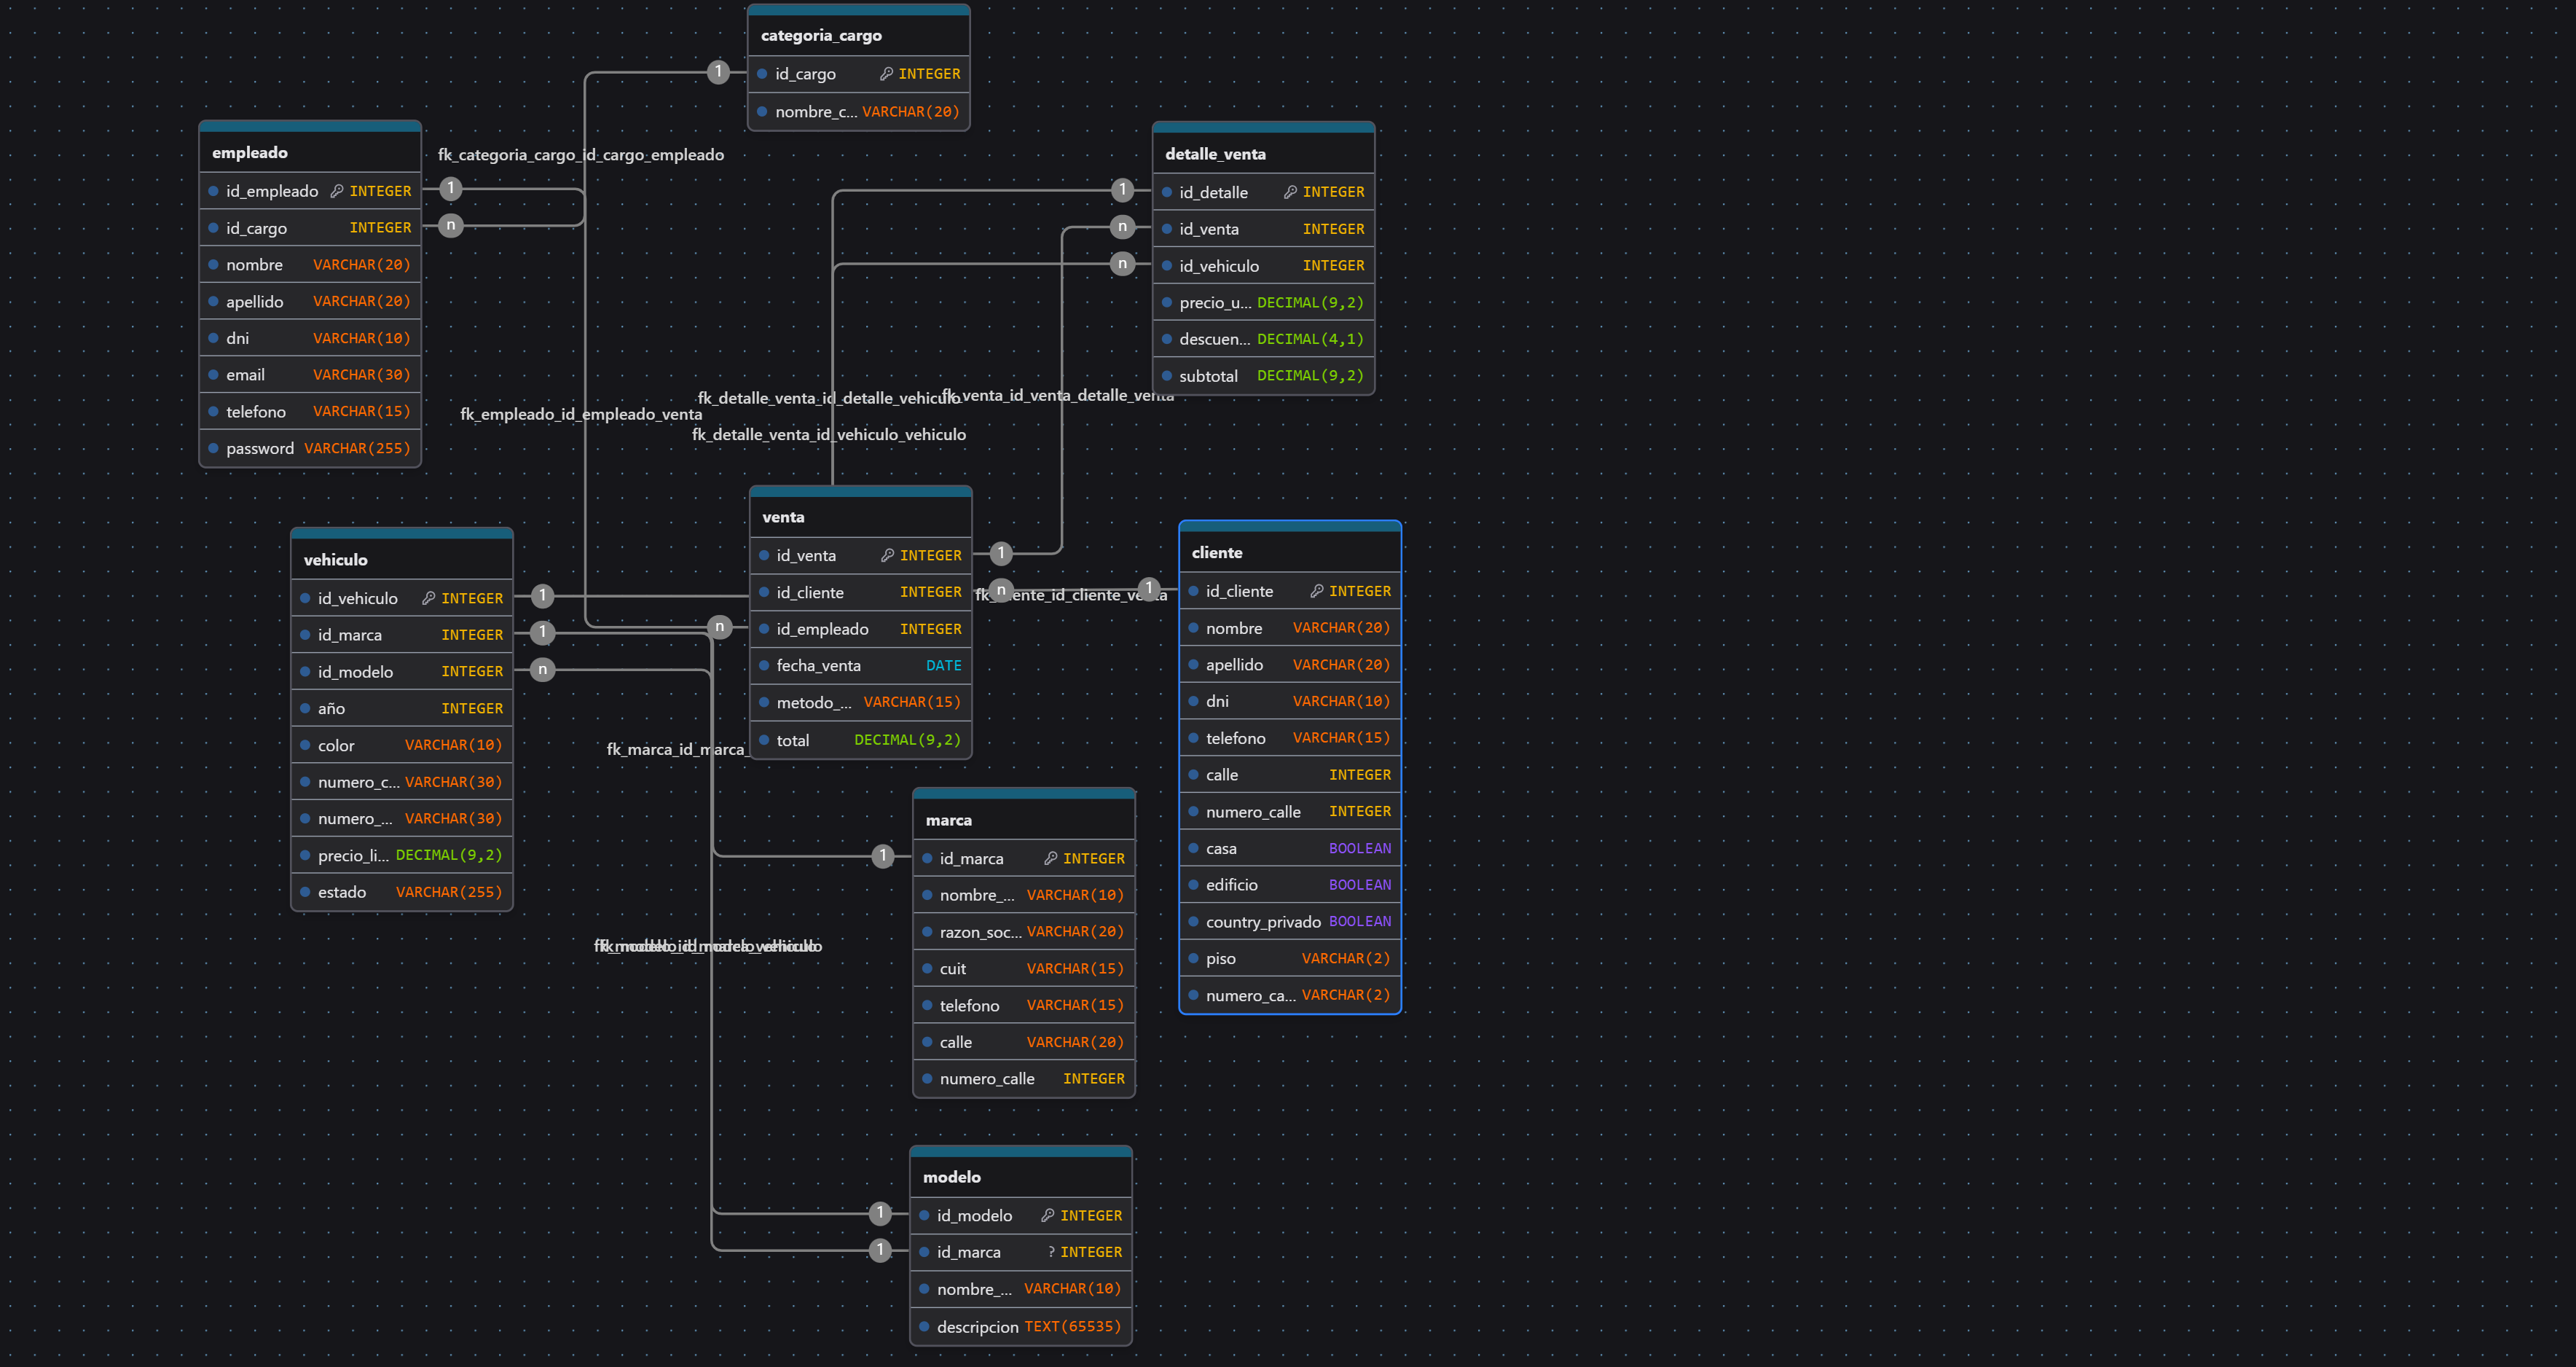 categoria_cargo
id_cargo INTEGER
nombre_c... VARCHAR(20)
1
empleado
id_empleado INTEGER
id_cargo INTEGER
nombre VARCHAR(20)
apellido VARCHAR(20)
dni VARCHAR(10)
email VARCHAR(30)
telefono VARCHAR(15)
password VARCHAR(255)
1
n
fk_categoria_cargo_id_cargo_empleado
fk_empleado_id_empleado_venta
detalle_venta
id_detalle INTEGER
id_venta INTEGER
id_vehiculo INTEGER
precio_u... DECIMAL(9,2)
descuen... DECIMAL(4,1)
subtotal DECIMAL(9,2)
1
n
n
fk_detalle_venta_id_detalle_vehiculo
fk_venta_id_venta_detalle_venta
fk_detalle_venta_id_vehiculo_vehiculo
vehiculo
id_vehiculo INTEGER
id_marca INTEGER
id_modelo INTEGER
año INTEGER
color VARCHAR(10)
numero_c... VARCHAR(30)
numero_... VARCHAR(30)
precio_li... DECIMAL(9,2)
estado VARCHAR(255)
1
1
n
venta
id_venta INTEGER
id_cliente INTEGER
id_empleado INTEGER
fecha_venta DATE
metodo_... VARCHAR(15)
total DECIMAL(9,2)
n
1
n
1
cliente
id_cliente INTEGER
nombre VARCHAR(20)
apellido VARCHAR(20)
dni VARCHAR(10)
telefono VARCHAR(15)
calle INTEGER
numero_calle INTEGER
casa BOOLEAN
edificio BOOLEAN
country_privado BOOLEAN
piso VARCHAR(2)
numero_ca... VARCHAR(2)
fk_marca_id_marca_
marca
id_marca INTEGER
nombre_... VARCHAR(10)
razon_soc... VARCHAR(20)
cuit VARCHAR(15)
telefono VARCHAR(15)
calle VARCHAR(20)
numero_calle INTEGER
1
modelo
id_modelo INTEGER
id_marca ? INTEGER
nombre_... VARCHAR(10)
descripcion TEXT(65535)
1
1